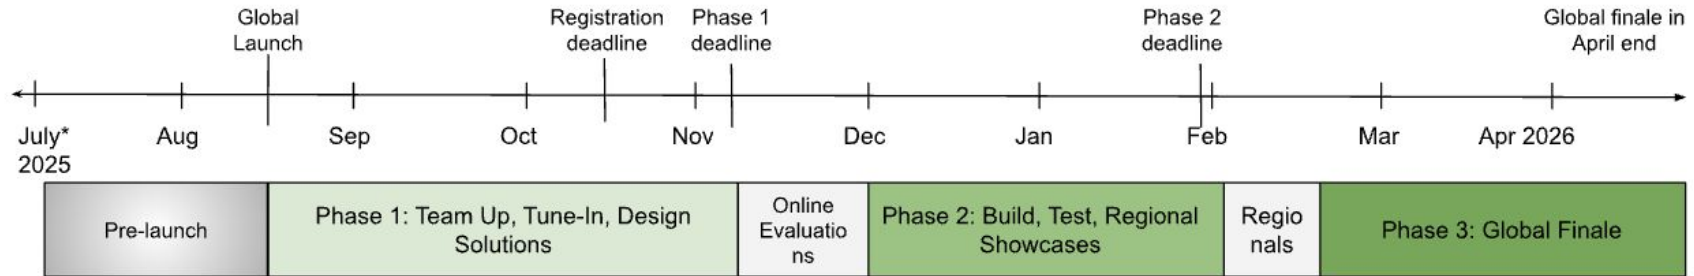 Global
Launch
Registration
deadline
Phase 1
deadline
Phase 2
deadline
Global finale in
April end
July*
2025
Aug
Sep
Oct
Nov
Dec
Jan
Feb
Mar
Apr 2026
Pre-launch
Phase 1: Team Up, Tune-In, Design
Solutions
Online
Evaluatio
ns
Phase 2: Build, Test, Regional
Showcases
Regio
nals
Phase 3: Global Finale